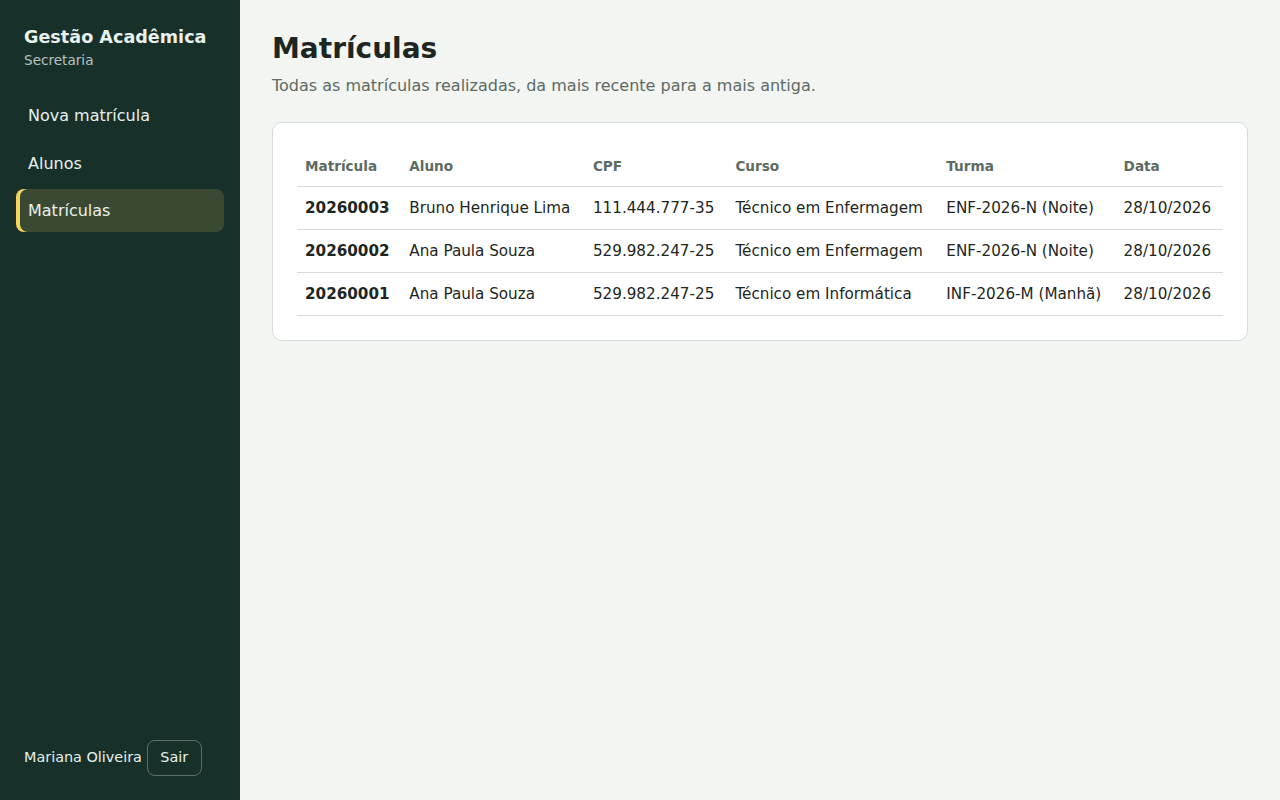 Gestão Acadêmica
Secretaria
Nova matrícula
Alunos
Matrículas
Mariana Oliveira Sair
Matrículas
Todas as matrículas realizadas, da mais recente para a mais antiga.
Matrícula Aluno CPF Curso Turma Data
20260003 Bruno Henrique Lima 111.444.777-35 Técnico em Enfermagem ENF-2026-N (Noite) 28/10/2026
20260002 Ana Paula Souza 529.982.247-25 Técnico em Enfermagem ENF-2026-N (Noite) 28/10/2026
20260001 Ana Paula Souza 529.982.247-25 Técnico em Informática INF-2026-M (Manhã) 28/10/2026